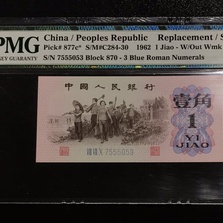 PMG
China / Peoples Republic Replacement / S
Pick# 877c* S/M#C284-30 1962 1 Jiao - W/Out Wmk
S/N 7555053 Block 870 - 3 Blue Roman Numerals
中国人民银行
壹角
1
YI JIAO
7555053